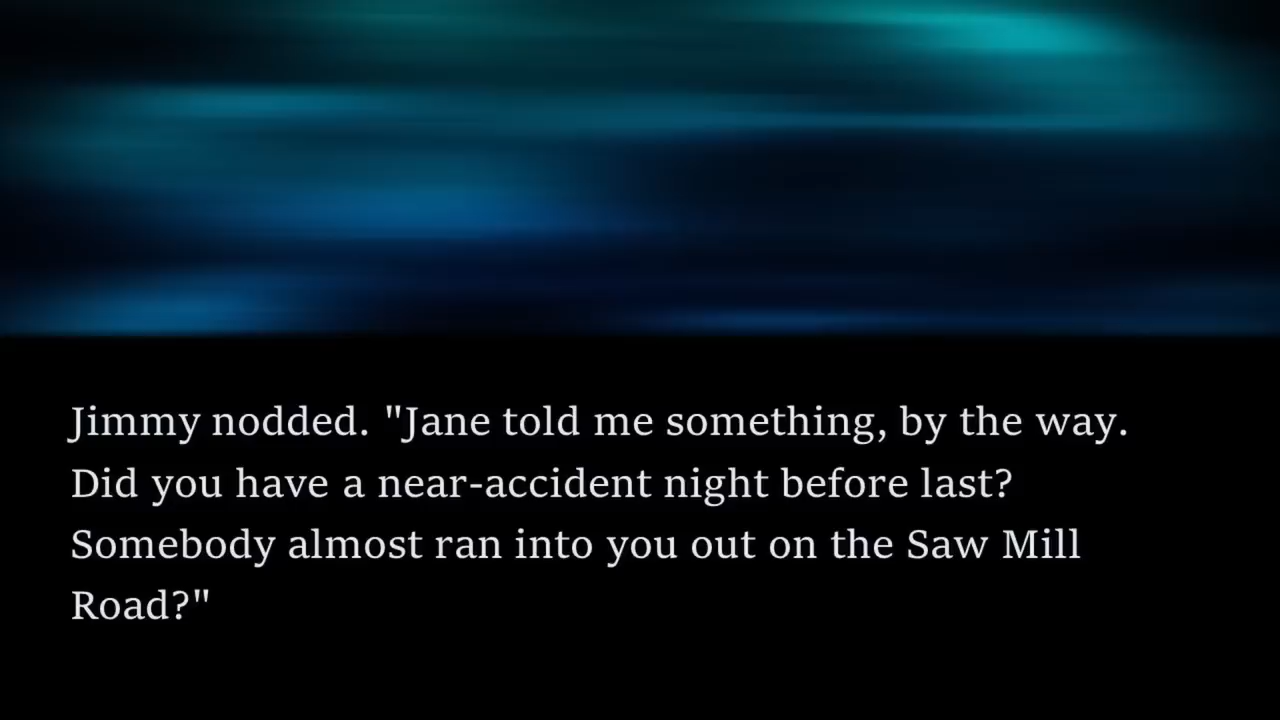 Jimmy nodded. "Jane told me something, by the way.
Did you have a near-accident night before last?
Somebody almost ran into you out on the Saw Mill
Road?"